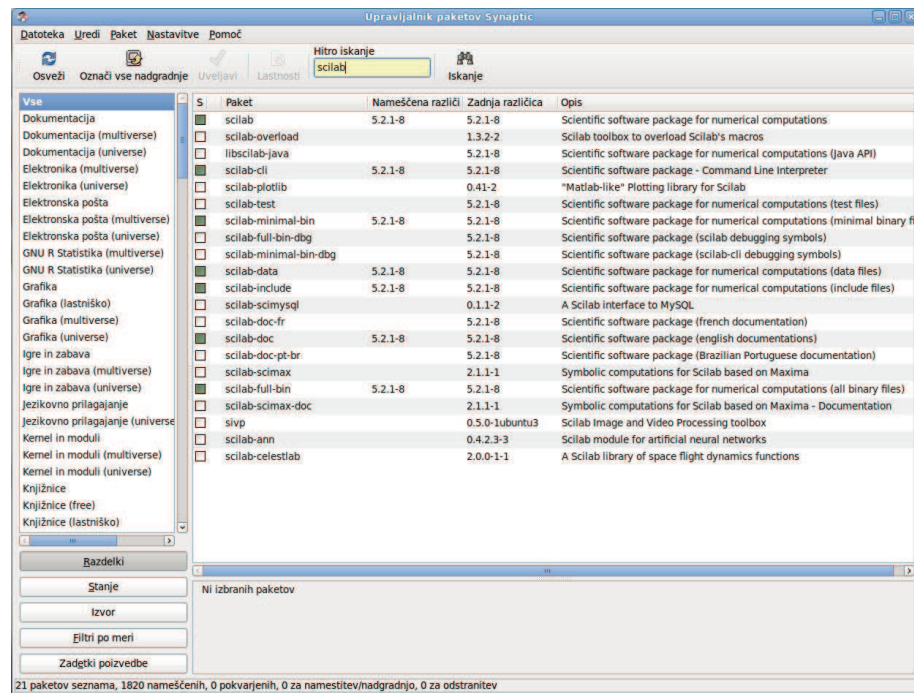 Upravljalnik paketov Synaptic
Datoteka Uredi Paket Nastavitve Pomoč
Osveži Označi vse nadgradnje Uveljavi Lastnosti
Hitro iskanje
scilab
Iskanje
Vse
Dokumentacija
Dokumentacija (multiverse)
Dokumentacija (universe)
Elektronika (multiverse)
Elektronika (universe)
Elektronska pošta
Elektronska pošta (multiverse)
Elektronska pošta (universe)
GNU R Statistika (multiverse)
GNU R Statistika (universe)
Grafika
Grafika (lastniško)
Grafika (multiverse)
Grafika (universe)
Igre in zabava
Igre in zabava (multiverse)
Igre in zabava (universe)
Jezikovno prilagajanje
Jezikovno prilagajanje (universe
Kernel in moduli
Kernel in moduli (multiverse)
Kernel in moduli (universe)
Knjižnice
Knjižnice (free)
Knjižnice (lastniško)
Razdelki
Stanje
Izvor
Filtri po meri
Zadetki poizvedbe
S Paket Nameščena različi Zadnja različica Opis
scilab 5.2.1-8 5.2.1-8 Scientific software package for numerical computations
scilab-overload 1.3.2-2 Scilab toolbox to overload Scilab's macros
libscilab-java 5.2.1-8 Scientific software package for numerical computations (Java API)
scilab-cli 5.2.1-8 5.2.1-8 Scientific software package - Command Line Interpreter
scilab-plotlib 0.41-2 "Matlab-like" Plotting library for Scilab
scilab-test 5.2.1-8 Scientific software package for numerical computations (test files)
scilab-minimal-bin 5.2.1-8 5.2.1-8 Scientific software package for numerical computations (minimal binary fi
scilab-full-bin-dbg 5.2.1-8 Scientific software package (scilab debugging symbols)
scilab-minimal-bin-dbg 5.2.1-8 Scientific software package (scilab-cli debugging symbols)
scilab-data 5.2.1-8 5.2.1-8 Scientific software package for numerical computations (data files)
scilab-include 5.2.1-8 5.2.1-8 Scientific software package for numerical computations (include files)
scilab-scimysql 0.1.1-2 A Scilab interface to MySQL
scilab-doc-fr 5.2.1-8 Scientific software package (french documentation)
scilab-doc 5.2.1-8 5.2.1-8 Scientific software package (english documentations)
scilab-doc-pt-br 5.2.1-8 Scientific software package (Brazilian Portuguese documentation)
scilab-scimax 2.1.1-1 Symbolic computations for Scilab based on Maxima
scilab-full-bin 5.2.1-8 5.2.1-8 Scientific software package for numerical computations (all binary files)
scilab-scimax-doc 2.1.1-1 Symbolic computations for Scilab based on Maxima - Documentation
sivp 0.5.0-1ubuntu3 Scilab Image and Video Processing toolbox
scilab-ann 0.4.2.3-3 Scilab module for artificial neural networks
scilab-celestlab 2.0.0-1-1 A Scilab library of space flight dynamics functions
Ni izbranih paketov
21 paketov seznama, 1820 nameščenih, 0 pokvarjenih, 0 za namestitev/nadgradnjo, 0 za odstranitev